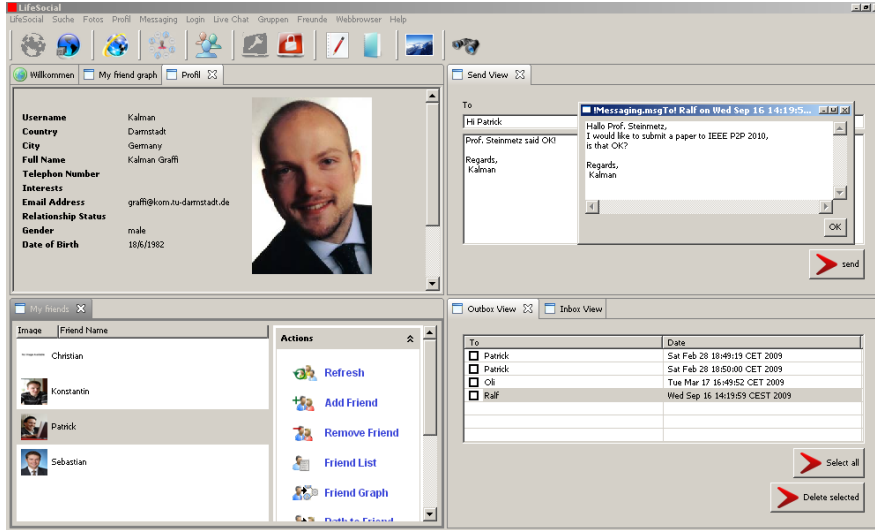 LifeSocial
LifeSocial Suche Fotos Profil Messaging Login Live Chat Gruppen Freunde Webbrowser Help
Willkommen My friend graph Profil
Username Kalman
Country Darmstadt
City Germany
Full Name Kalman Graffi
Telephon Number
Interests
Email Address graffi@kom.tu-darmstadt.de
Relationship Status
Gender male
Date of Birth 18/6/1982
Send View
To
Hi Patrick
Prof. Steinmetz said OK!
Regards,
Kalman
!Messaging.msgTo! Ralf on Wed Sep 16 14:19:5...
Hallo Prof. Steinmetz,
I would like to submit a paper to IEEE P2P 2010,
is that OK?
Regards,
Kalman
OK
send
My friends
Image Friend Name
Christian
Konstantin
Patrick
Sebastian
Actions
Refresh
Add Friend
Remove Friend
Friend List
Friend Graph
Path to Friend
Outbox View Inbox View
To Date
Patrick Sat Feb 28 18:49:19 CET 2009
Patrick Sat Feb 28 18:50:00 CET 2009
Oli Tue Mar 17 16:49:52 CET 2009
Ralf Wed Sep 16 14:19:59 CEST 2009
Select all
Delete selected